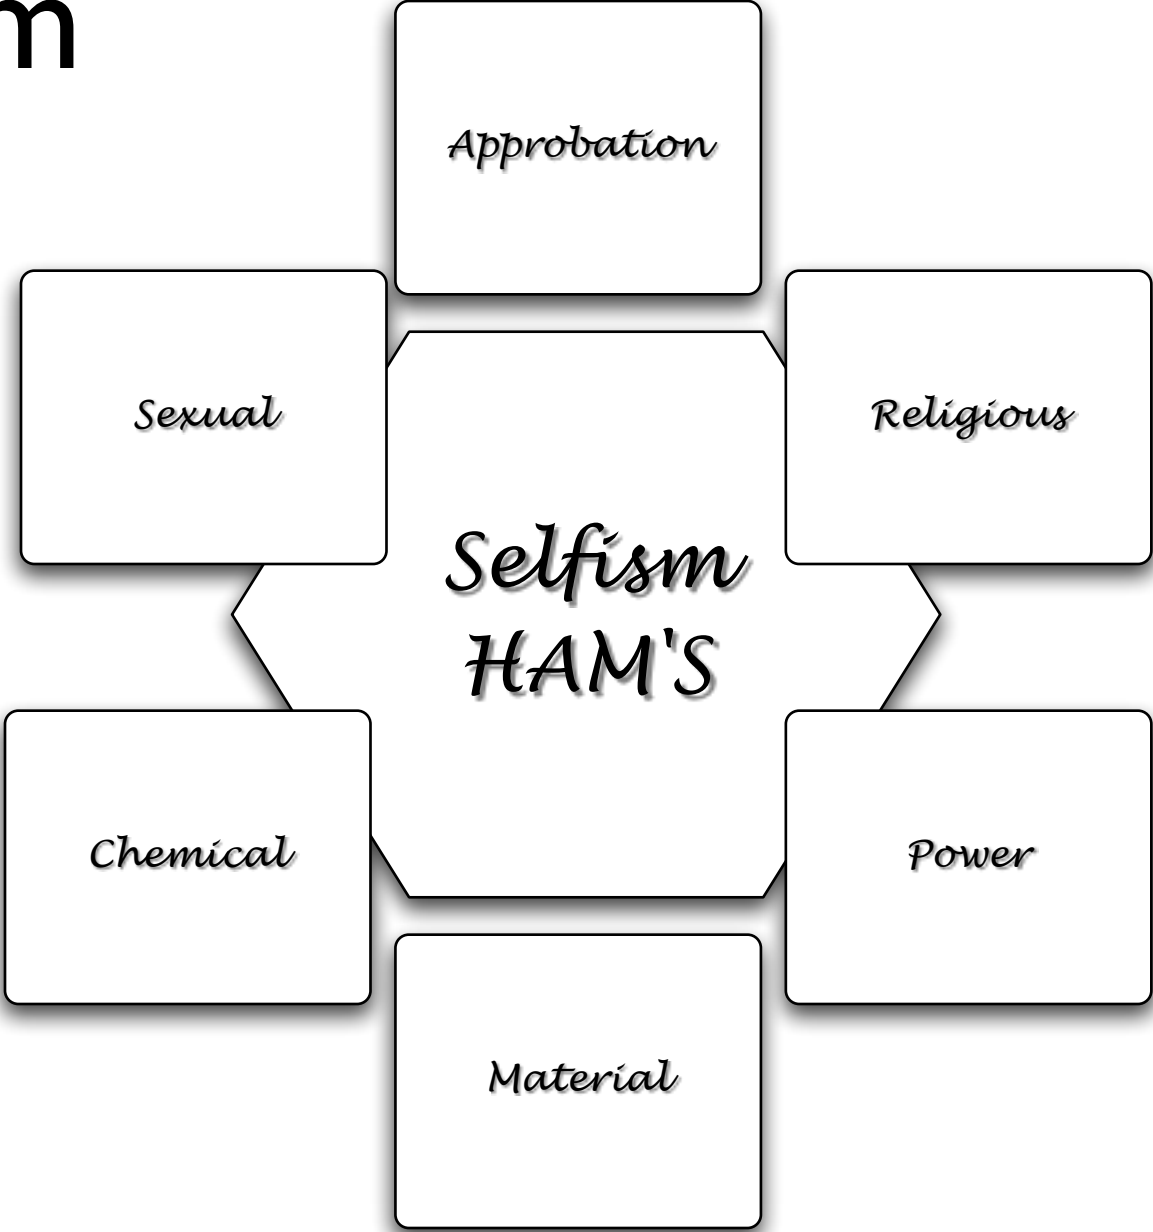 m
Approbation
Sexual
Religious
Selfism
HAM'S
Chemical
Power
Material